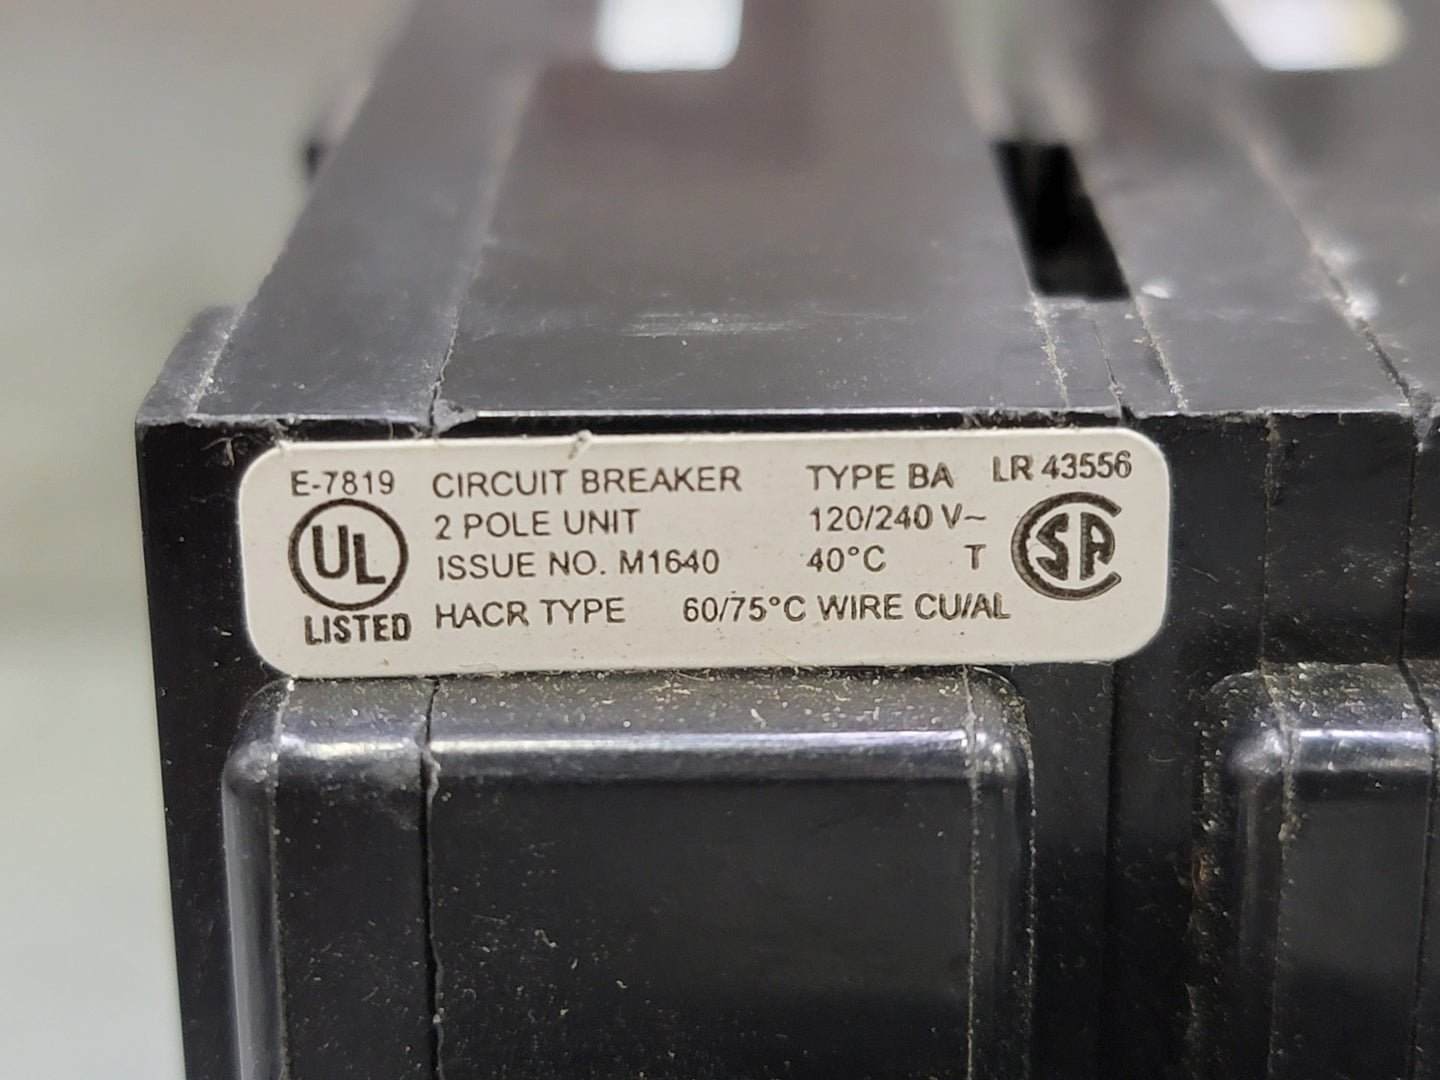 E-7819 CIRCUIT BREAKER TYPE BA LR 43556
2 POLE UNIT 120/240 V~
ISSUE NO. M1640 40°C T
HACR TYPE 60/75°C WIRE CU/AL
UL
LISTED
SA